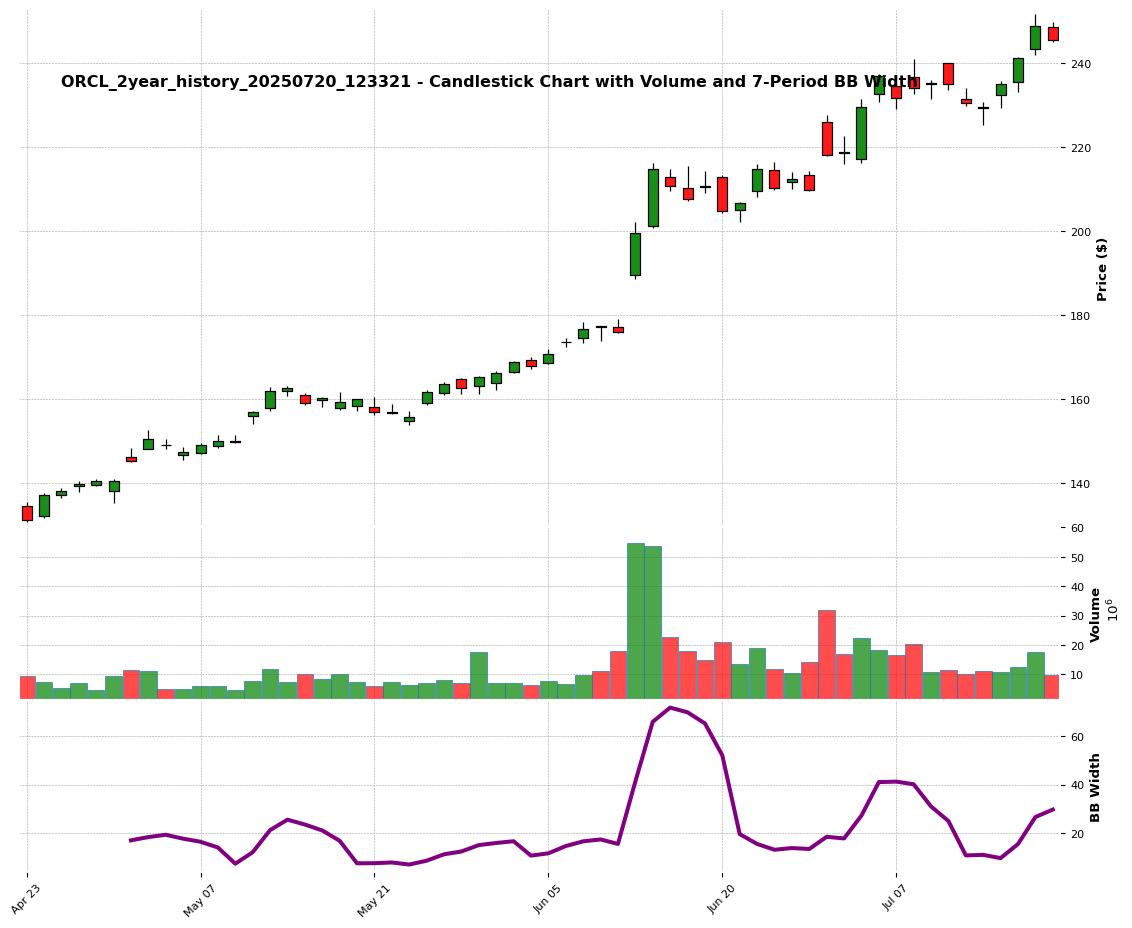 ORCL_2year_history_20250720_123321 - Candlestick Chart with Volume and 7-Period BB Width
240
220
200
180
160
140
Price ($)
60
50
40
30
20
10
Volume
10^6
60
40
20
BB Width
Apr 23
May 07
May 21
Jun 05
Jun 20
Jul 07